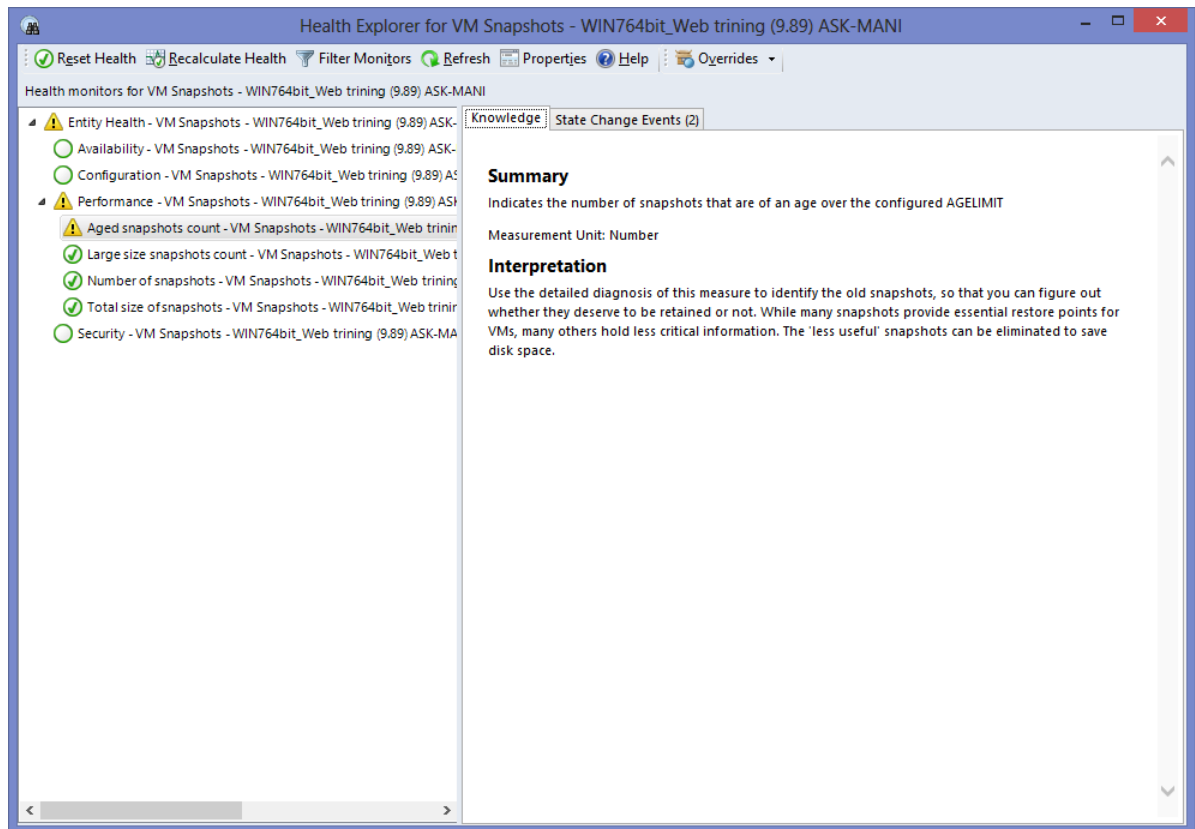 Health Explorer for VM Snapshots - WIN764bit_Web trining (9.89) ASK-MANI
Reset Health Recalculate Health Filter Monitors Refresh Properties Help Overrides
Health monitors for VM Snapshots - WIN764bit_Web trining (9.89) ASK-MANI
Entity Health - VM Snapshots - WIN764bit_Web trining (9.89) ASK-
Availability - VM Snapshots - WIN764bit_Web trining (9.89) ASK-
Configuration - VM Snapshots - WIN764bit_Web trining (9.89) AS
Performance - VM Snapshots - WIN764bit_Web trining (9.89) ASK
Aged snapshots count - VM Snapshots - WIN764bit_Web trinin
Large size snapshots count - VM Snapshots - WIN764bit_Web t
Number of snapshots - VM Snapshots - WIN764bit_Web trining
Total size of snapshots - VM Snapshots - WIN764bit_Web trinin
Security - VM Snapshots - WIN764bit_Web trining (9.89) ASK-MA
Knowledge State Change Events (2)
Summary
Indicates the number of snapshots that are of an age over the configured AGELIMIT
Measurement Unit: Number
Interpretation
Use the detailed diagnosis of this measure to identify the old snapshots, so that you can figure out
whether they deserve to be retained or not. While many snapshots provide essential restore points for
VMs, many others hold less critical information. The 'less useful' snapshots can be eliminated to save
disk space.